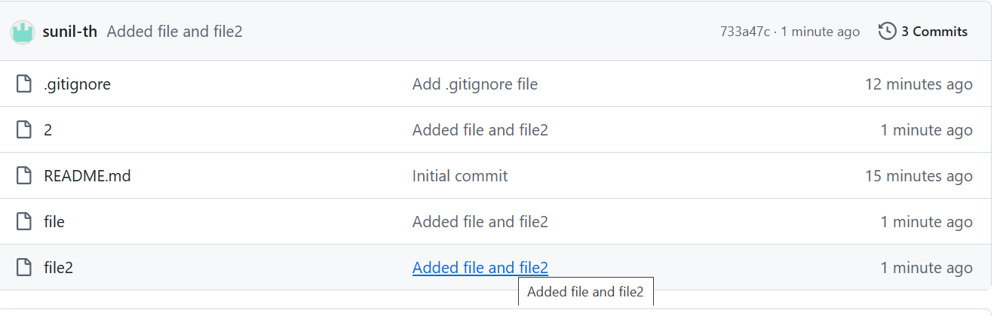 sunil-th Added file and file2 733a47c · 1 minute ago 3 Commits
.gitignore Add .gitignore file 12 minutes ago
2 Added file and file2 1 minute ago
README.md Initial commit 15 minutes ago
file Added file and file2 1 minute ago
file2 Added file and file2 1 minute ago
Added file and file2